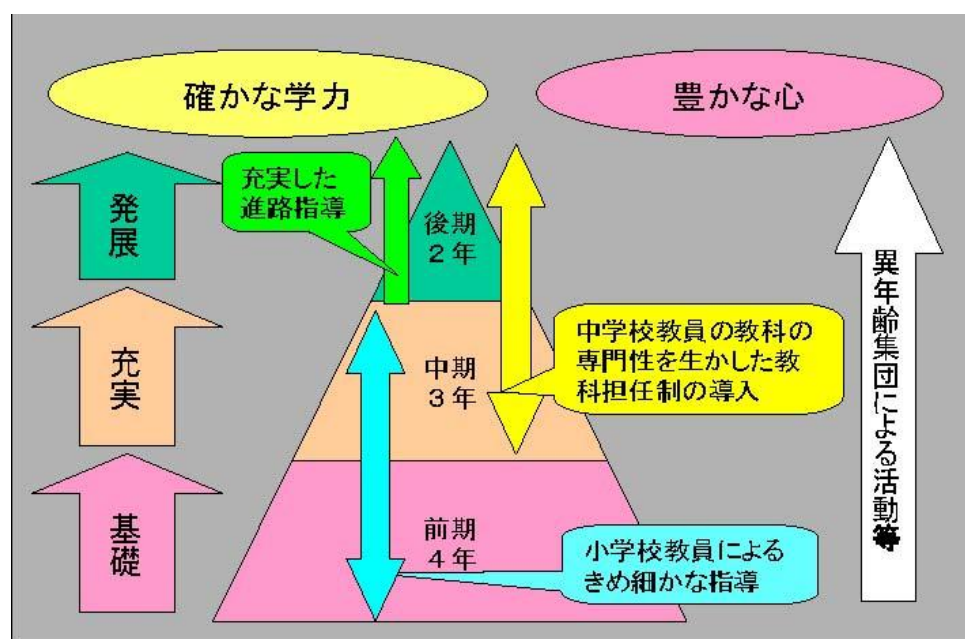 確かな学力
豊かな心
発展
充実
基礎
充実した
進路指導
後期
２年
中期
３年
前期
４年
中学校教員の教科の
専門性を生かした教
科担任制の導入
小学校教員による
きめ細かな指導
異年齢集団による活動等